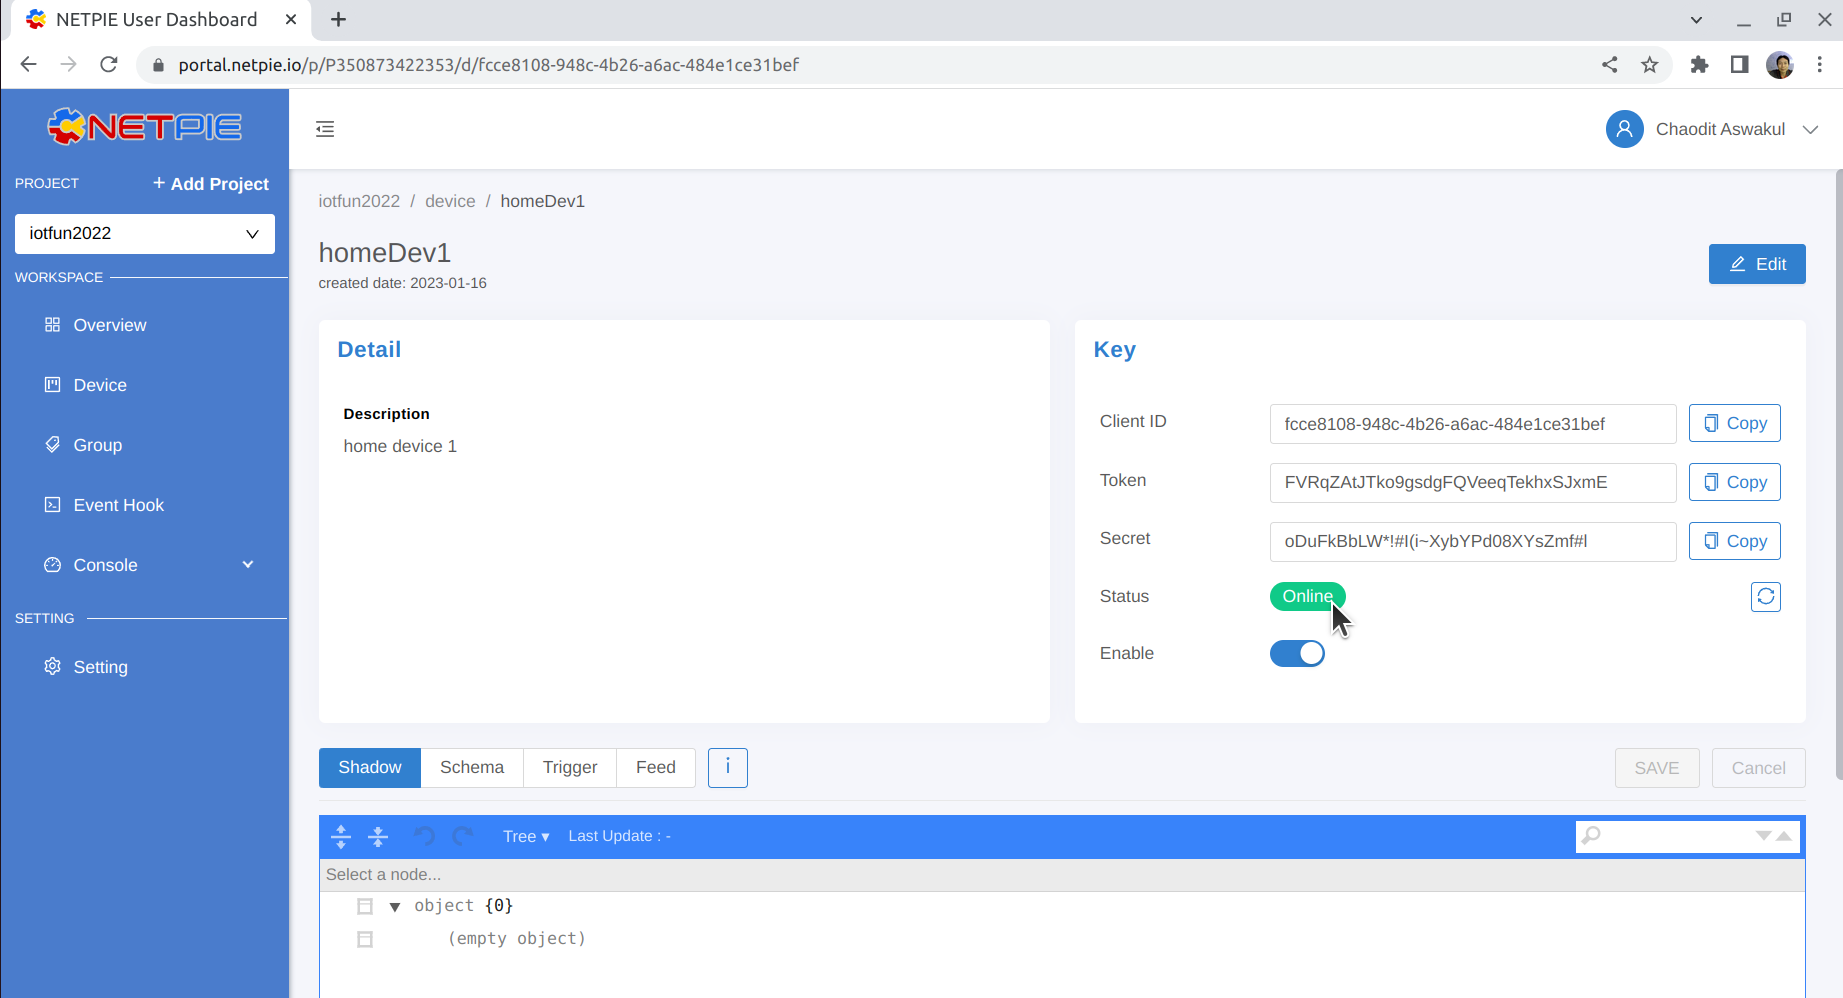 NETPIE User Dashboard
portal.netpie.io/p/P350873422353/d/fcce8108-948c-4b26-a6ac-484e1ce31bef
NETPIE
Chaodit Aswakul
PROJECT
+ Add Project
iotfun2022
WORKSPACE
Overview
Device
Group
Event Hook
Console
SETTING
Setting
iotfun2022 / device / homeDev1
homeDev1
created date: 2023-01-16
Edit
Detail
Description
home device 1
Key
Client ID
fcce8108-948c-4b26-a6ac-484e1ce31bef
Copy
Token
FVRqZAtJTko9gsdgFQVeeqTekhxSJxmE
Copy
Secret
oDuFkBbLW*!#I(i~XybYPd08XYsZmf#l
Copy
Status
Online
Enable
Shadow
Schema
Trigger
Feed
i
SAVE
Cancel
Tree ▾
Last Update : -
Select a node...
object {0}
(empty object)